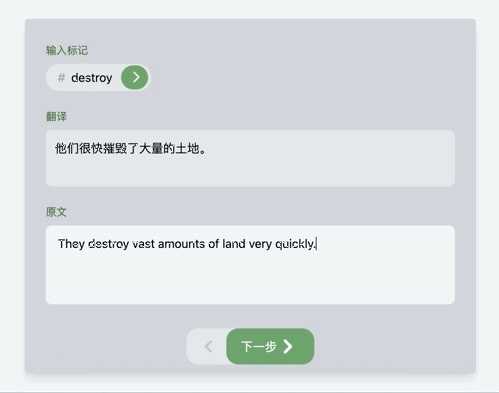 输入标记
# destroy
翻译
他们很快摧毁了大量的土地。
原文
They destroy vast amounts of land very quickly.
下一步